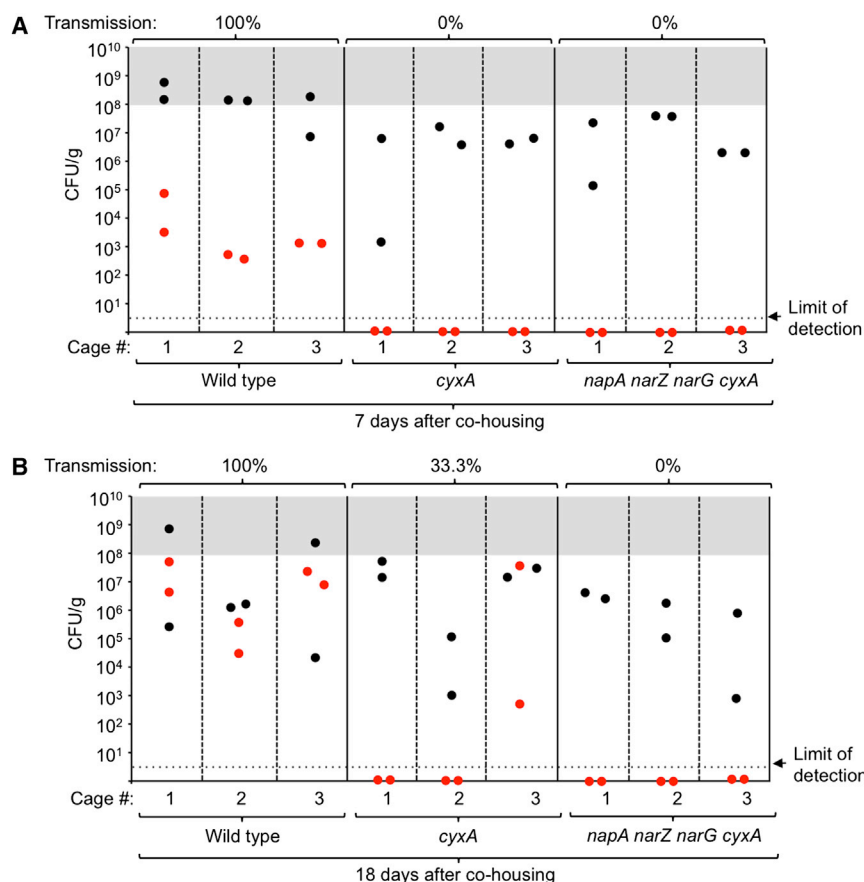 A
Transmission: 100% 0% 0%
10^10
10^9
10^8
10^7
10^6
10^5
10^4
10^3
10^2
10^1
CFU/g
Limit of
detection
Cage #: 1 2 3 1 2 3 1 2 3
Wild type cyxA napA narZ narG cyxA
7 days after co-housing
B
Transmission: 100% 33.3% 0%
10^10
10^9
10^8
10^7
10^6
10^5
10^4
10^3
10^2
10^1
CFU/g
Limit of
detection
Cage #: 1 2 3 1 2 3 1 2 3
Wild type cyxA napA narZ narG cyxA
18 days after co-housing